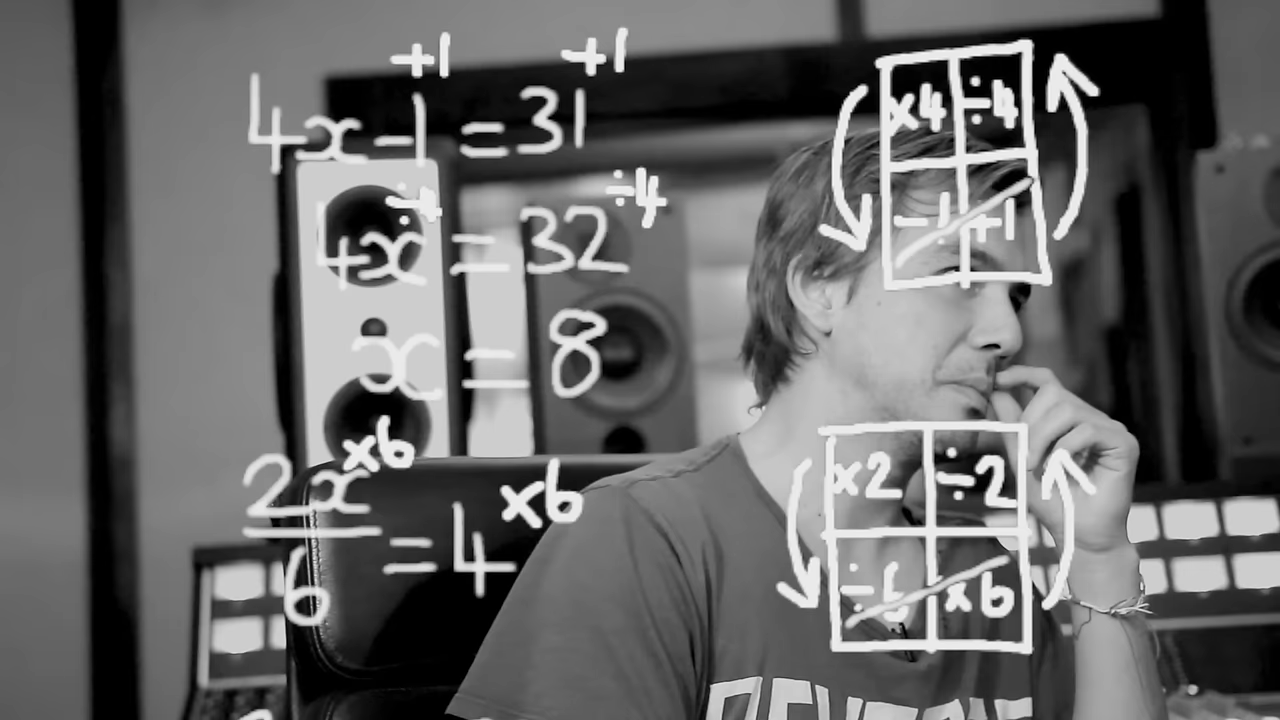 +1 +1
4x-1 = 31
÷4 ÷4
4x = 32
x = 8
x6 x6
2x/6 = 4
x4 ÷4
-1 +1
x2 ÷2
÷6 x6